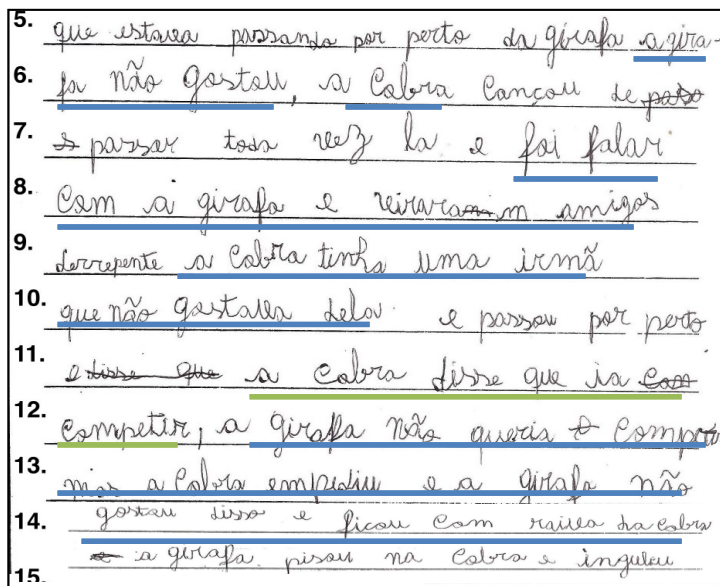 5. que estava passando por perto da girafa a gira-
6. fa não gostou, a Cobra Cançou de
7. passar toda vez la e foi falar
8. Com a girafa e viraram amigos
9. derrepente a Cobra tinha uma irmã
10. que não gostava dela e passou por perto
11. a Cobra disse que ia
12. Competir, a girafa não queria
13. mas a Cobra empediu e a girafa não
14. gostou disso e ficou Com raiva da Cobra
a girafa pisou na Cobra e inguliu
15.